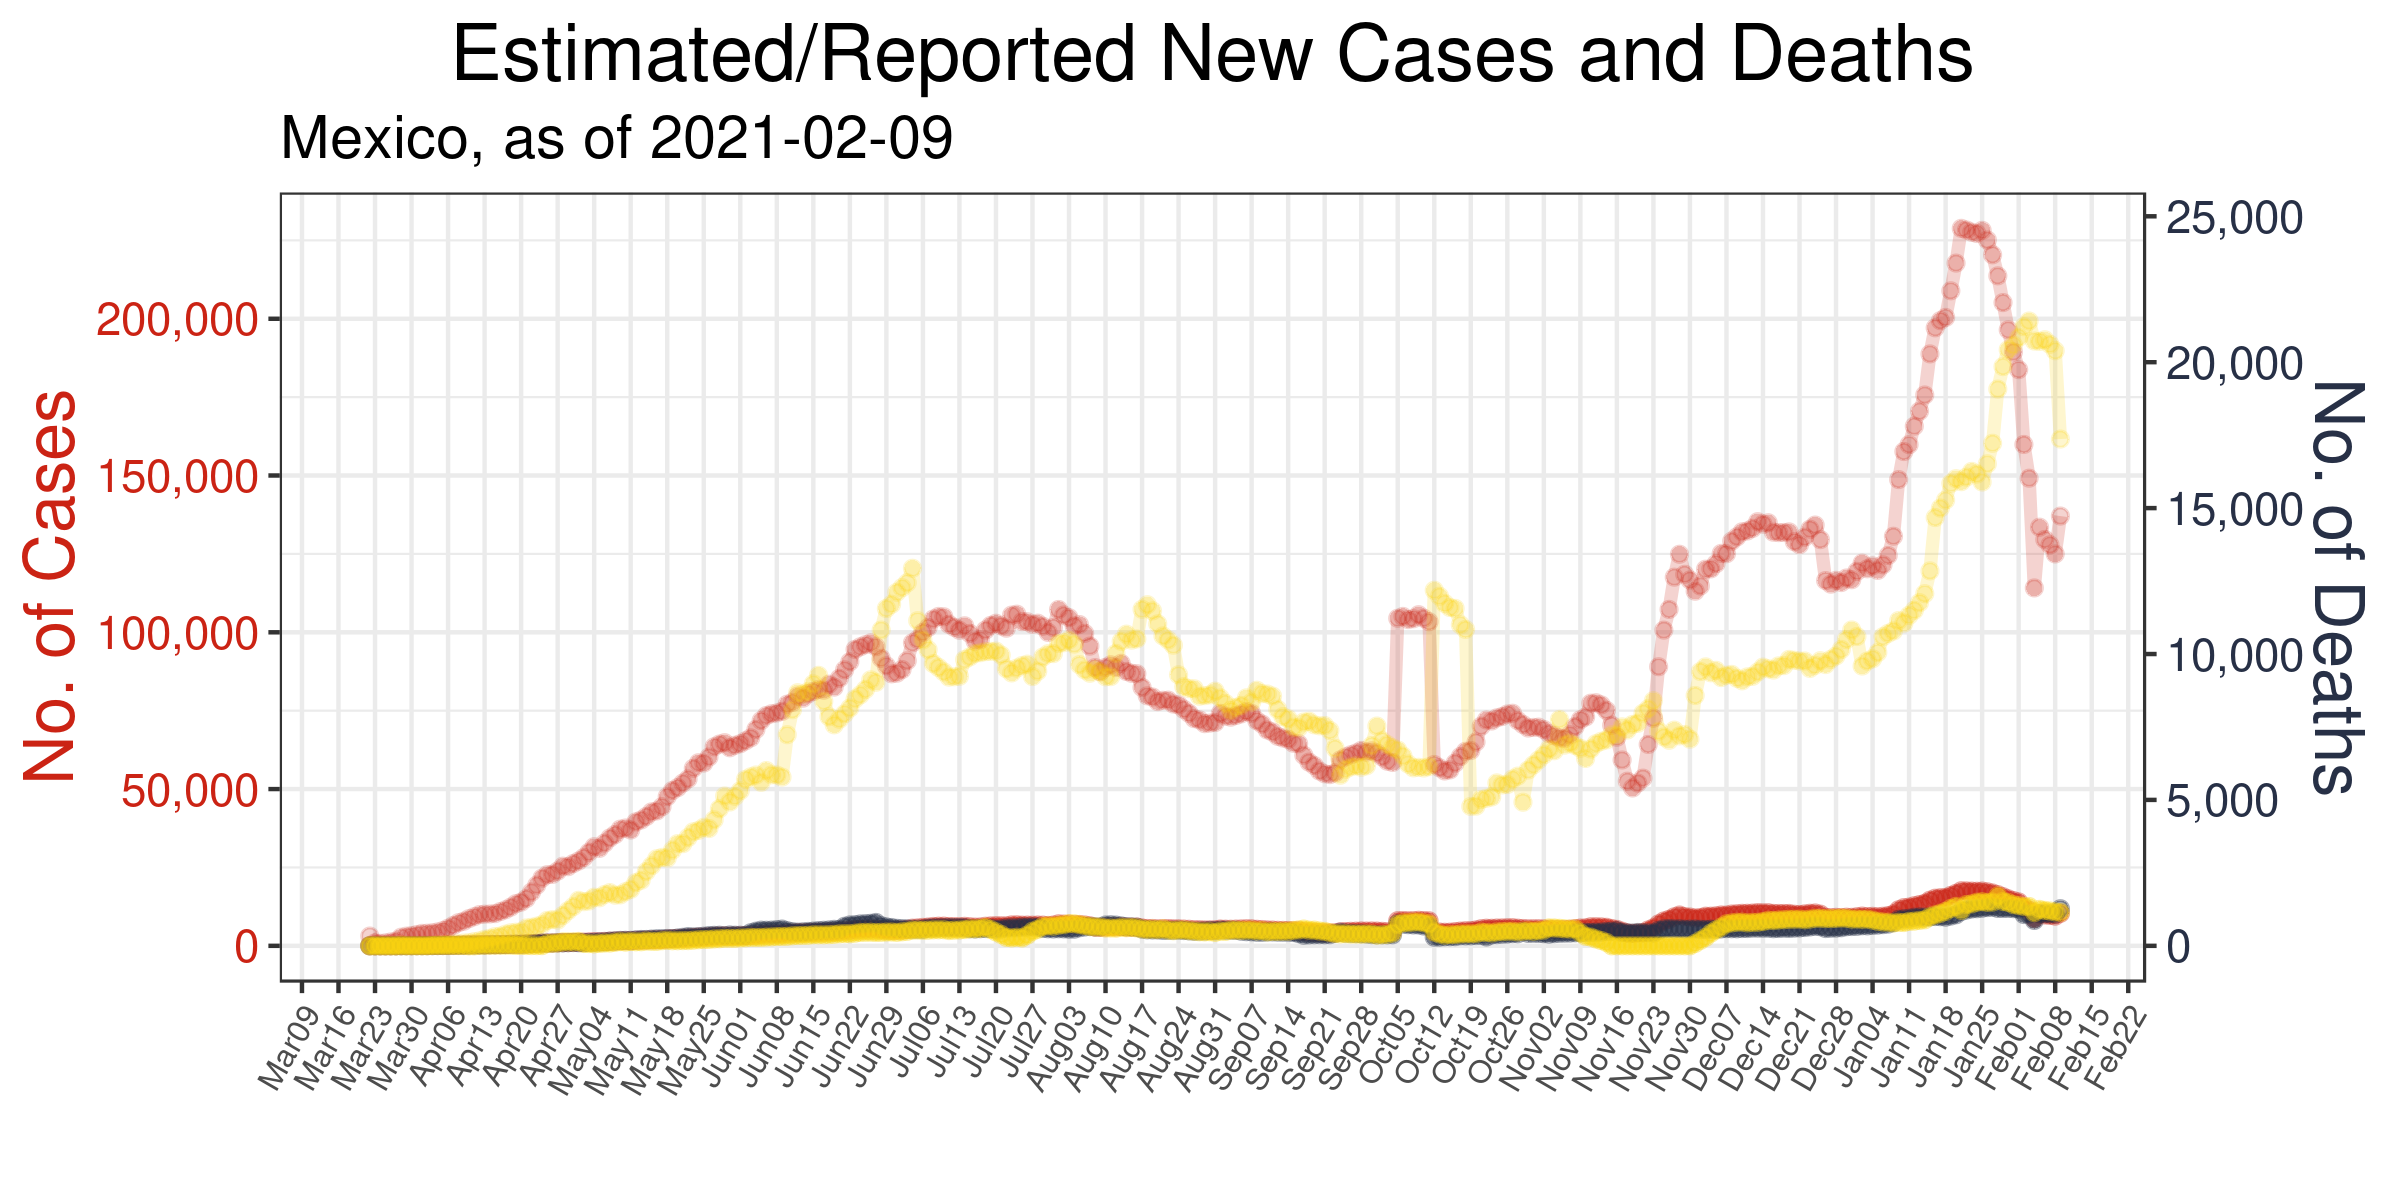 Estimated/Reported New Cases and Deaths
Mexico, as of 2021-02-09
No. of Cases
200,000
150,000
100,000
50,000
0
25,000
20,000
15,000
10,000
5,000
0
No. of Deaths
Mar09
Mar16
Mar23
Mar30
Apr06
Apr13
Apr20
Apr27
May04
May11
May18
May25
Jun01
Jun08
Jun15
Jun22
Jun29
Jul06
Jul13
Jul20
Jul27
Aug03
Aug10
Aug17
Aug24
Aug31
Sep07
Sep14
Sep21
Sep28
Oct05
Oct12
Oct19
Oct26
Nov02
Nov09
Nov16
Nov23
Nov30
Dec07
Dec14
Dec21
Dec28
Jan04
Jan11
Jan18
Jan25
Feb01
Feb08
Feb15
Feb22